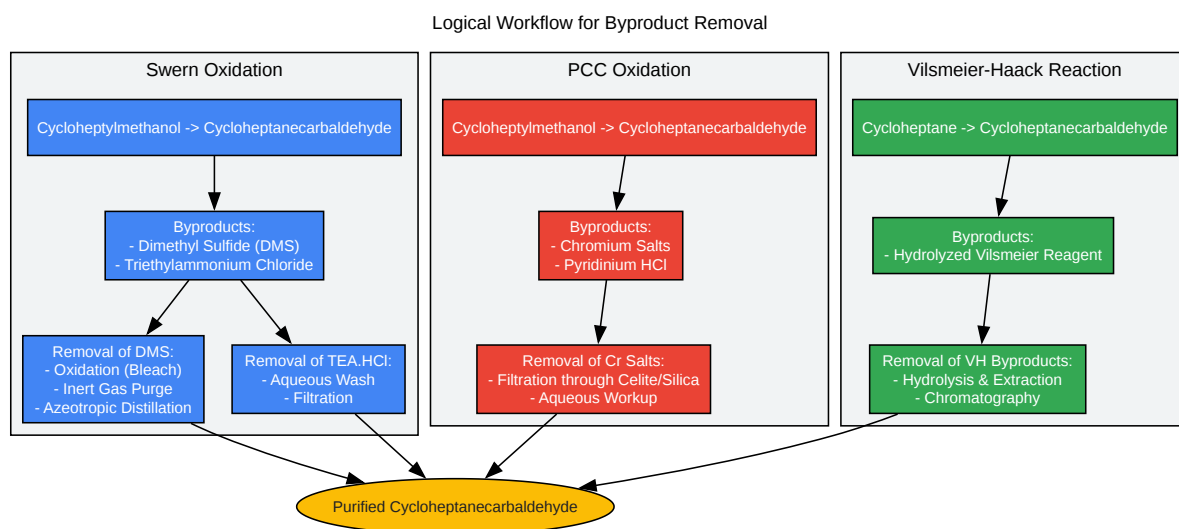 Logical Workflow for Byproduct Removal
Swern Oxidation
Cycloheptylmethanol -> Cycloheptanecarbaldehyde
Byproducts:
- Dimethyl Sulfide (DMS)
- Triethylammonium Chloride
Removal of DMS:
- Oxidation (Bleach)
- Inert Gas Purge
- Azeotropic Distillation
Removal of TEA.HCl:
- Aqueous Wash
- Filtration
PCC Oxidation
Cycloheptylmethanol -> Cycloheptanecarbaldehyde
Byproducts:
- Chromium Salts
- Pyridinium HCl
Removal of Cr Salts:
- Filtration through Celite/Silica
- Aqueous Workup
Vilsmeier-Haack Reaction
Cycloheptane -> Cycloheptanecarbaldehyde
Byproducts:
- Hydrolyzed Vilsmeier Reagent
Removal of VH Byproducts:
- Hydrolysis & Extraction
- Chromatography
Purified Cycloheptanecarbaldehyde